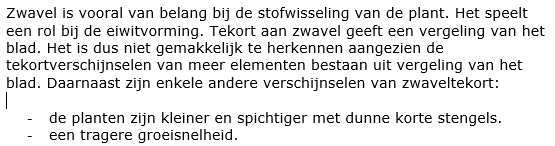 Zwavel is vooral van belang bij de stofwisseling van de plant. Het speelt
een rol bij de eiwitvorming. Tekort aan zwavel geeft een vergeling van het
blad. Het is dus niet gemakkelijk te herkennen aangezien de
tekortverschijnselen van meer elementen bestaan uit vergeling van het
blad. Daarnaast zijn enkele andere verschijnselen van zwaveltekort:
- de planten zijn kleiner en spichtiger met dunne korte stengels.
- een tragere groeisnelheid.